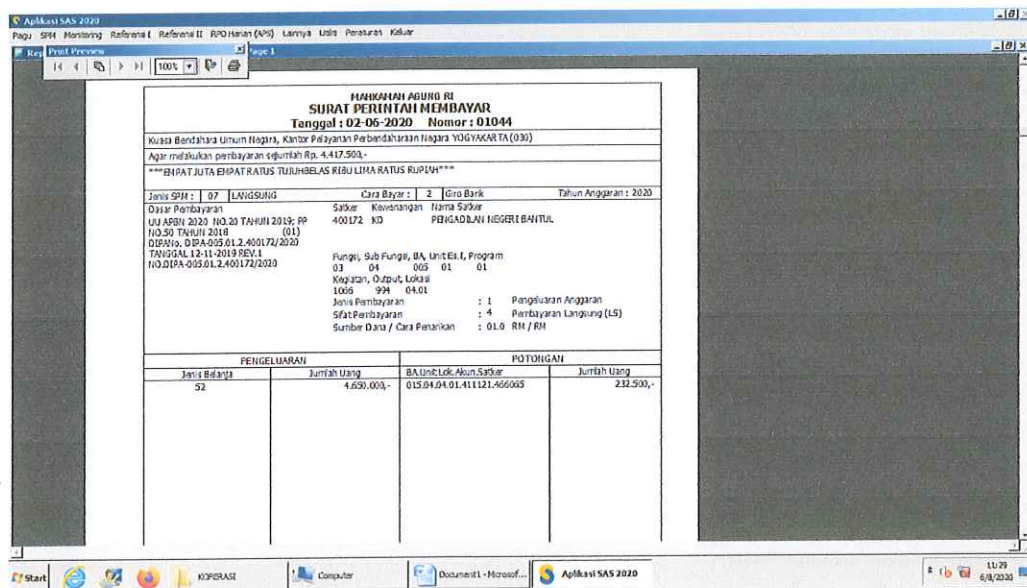 Aplikasi SAS 2020
Pagu SPM Monitoring Referensi I Referensi II RPD Harian (APS) Lainnya Utiliti Peraturan Keluar
Print Preview
Page 1
100%
MAHKAMAH AGUNG RI
SURAT PERINTAH MEMBAYAR
Tanggal : 02-06-2020 Nomor : 01044
Kuasa Bendahara Umum Negara, Kantor Pelayanan Perbendaharaan Negara YOGYAKARTA (030)
Agar melakukan pembayaran sejumlah Rp. 4.417.500,-
***EMPAT JUTA EMPAT RATUS TUJUHBELAS RIBU LIMA RATUS RUPIAH***
Jenis SPM : 07 LANGSUNG Cara Bayar : 2 Giro Bank Tahun Anggaran : 2020
Dasar Pembayaran Satker Kewenangan Nama Satker
UU APBN 2020 NO.20 TAHUN 2019; PP 400172 KD PENGADILAN NEGERI BANTUL
NO.50 TAHUN 2018 (01)
DIPANo. DIPA-005.01.2.400172/2020
TANGGAL 12-11-2019 REV.1
NO.DIPA-005.01.2.400172/2020
Fungsi, Sub Fungsi, BA, Unit Es.I, Program
03 04 005 01 01
Kegiatan, Output, Lokasi
1066 994 04.01
Jenis Pembayaran : 1 Pengeluaran Anggaran
Sifat Pembayaran : 4 Pembayaran Langsung (LS)
Sumber Dana / Cara Penarikan : 01.0 RM / RM
PENGELUARAN POTONGAN
Jenis Belanja Jumlah Uang BA.Unit.Lok.Akun.Satker Jumlah Uang
52 4.650.000,- 015.04.04.01.411121.466065 232.500,-
Start KOPERASI Computer Document1 - Microsof... Aplikasi SAS 2020 11:29
6/8/2020